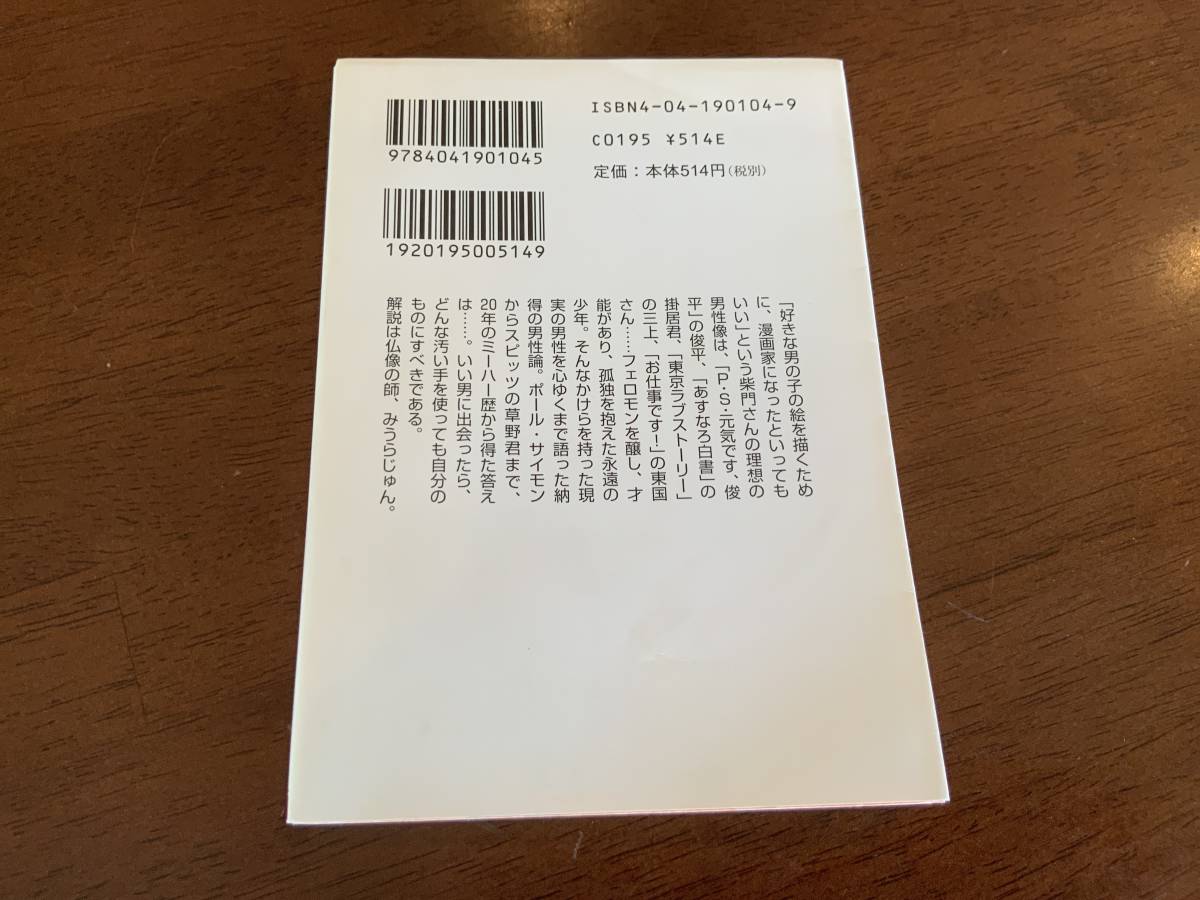 9784041901045
1920195005149
ISBN4-04-190104-9
C0195 ¥514E
定価：本体514円（税別）
「好きな男の子の絵を描くため
に、漫画家になったといっても
いい」という柴門さんの理想の
男性像は、「P・S・元気です、俊
平」の俊平、「あすなろ白書」の
掛居君、「東京ラブストーリー」
の三上、「お仕事です！」の東国
さん……フェロモンを醸し、才
能があり、孤独を抱えた永遠の
少年。そんなかけらを持った現
実の男性を心ゆくまで語った納
得の男性論。ポール・サイモン
からスピッツの草野君まで、
20年のミーハー歴から得た答え
は……。いい男に出会ったら、
どんな汚い手を使っても自分の
ものにすべきである。
解説は仏像の師、みうらじゅん。